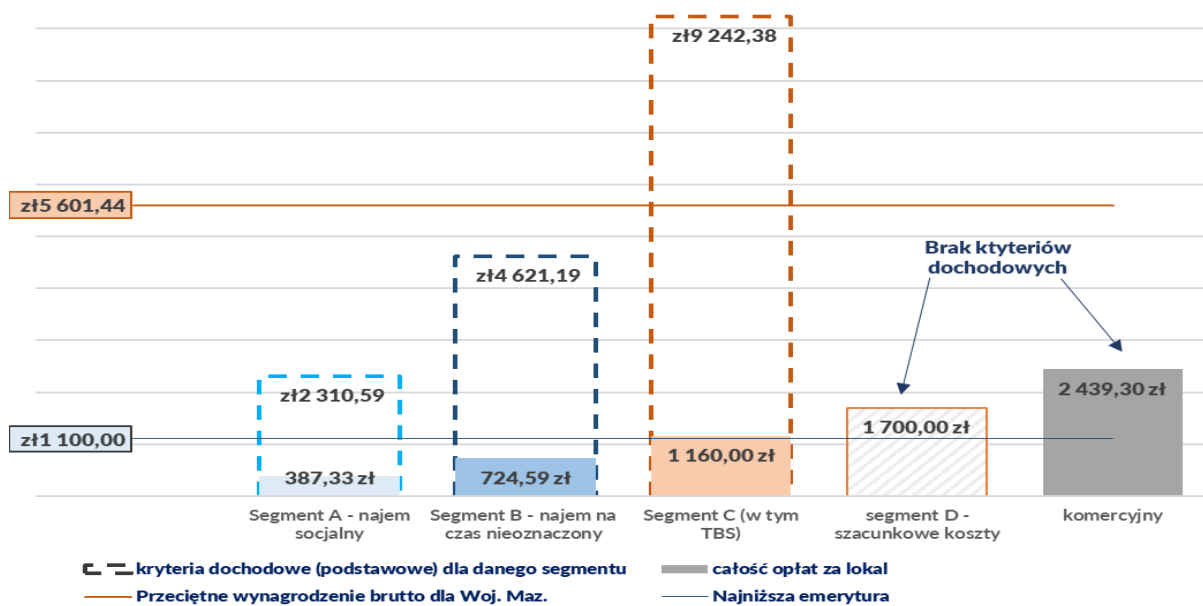 zł9 242,38
zł5 601,44
Brak ktyteriów
dochodowych
zł4 621,19
zł2 310,59
2 439,30 zł
zł1 100,00
1 700,00 zł
1 160,00 zł
387,33 zł
724,59 zł
Segment A - najem
socjalny
Segment B - najem na
czas nieoznaczony
Segment C (w tym
TBS)
segment D -
szacunkowe koszty
komercyjny
kryteria dochodowe (podstawowe) dla danego segmentu
całość opłat za lokal
Przeciętne wynagrodzenie brutto dla Woj. Maz.
Najniższa emerytura